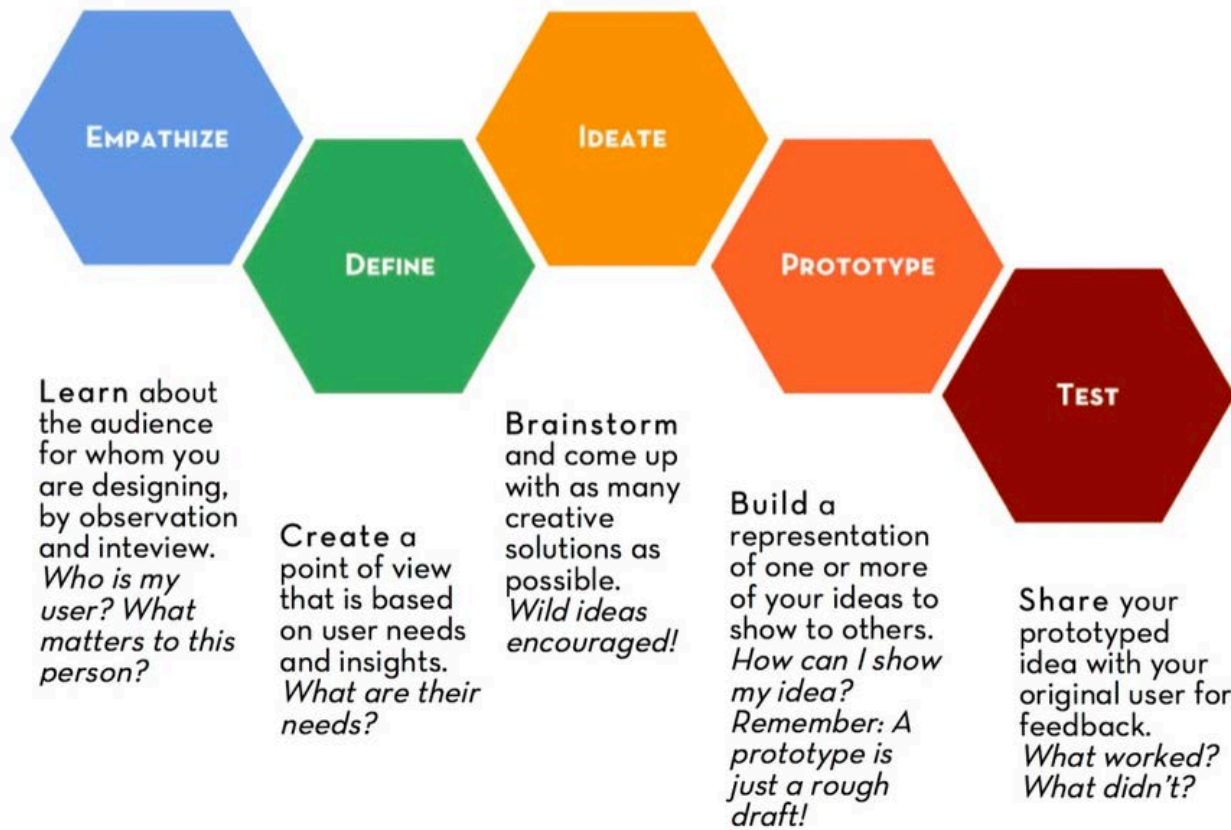 EMPATHIZE
DEFINE
IDEATE
PROTOTYPE
TEST
Learn about
the audience
for whom you
are designing,
by observation
and inteview.
Who is my
user? What
matters to this
person?
Create a
point of view
that is based
on user needs
and insights.
What are their
needs?
Brainstorm
and come up
with as many
creative
solutions as
possible.
Wild ideas
encouraged!
Build a
representation
of one or more
of your ideas to
show to others.
How can I show
my idea?
Remember: A
prototype is
just a rough
draft!
Share your
prototyped
idea with your
original user for
feedback.
What worked?
What didn't?